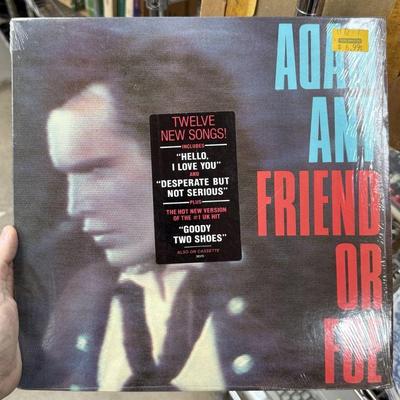 ADAM
ANT
FRIEND
OR
FOE
TWELVE
NEW SONGS!
INCLUDES
"HELLO,
I LOVE YOU"
AND
"DESPERATE BUT
NOT SERIOUS"
PLUS
THE HOT NEW VERSION
OF THE #1 UK HIT
"GOODY
TWO SHOES"
ALSO ON CASSETTE